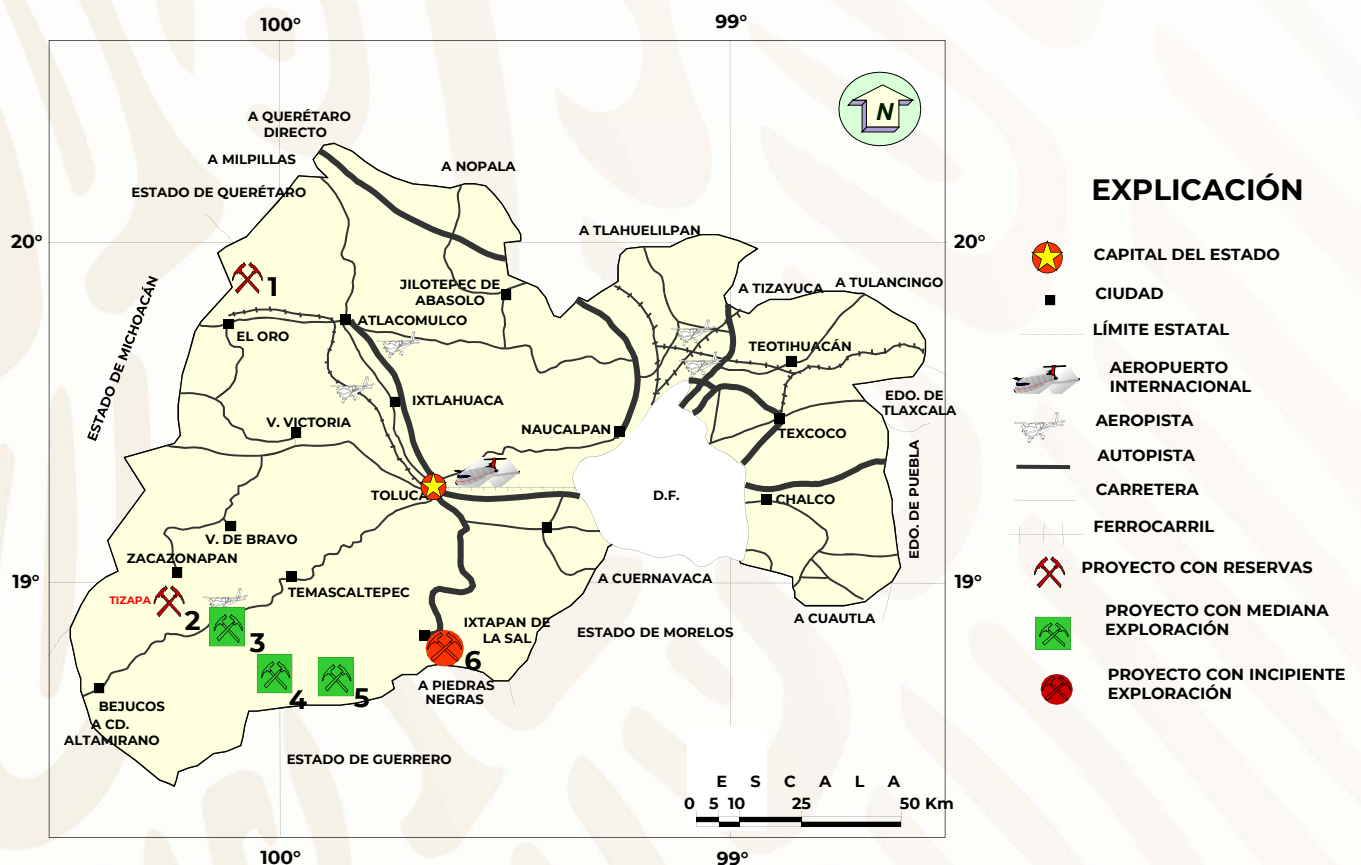 100°
99°
N
A QUERÉTARO
DIRECTO
A MILPILLAS
A NOPALA
ESTADO DE QUERÉTARO
A TLAHUELILPAN
20°
20°
A TIZAYUCA
A TULANCINGO
1
JILOTEPEC DE
ABASOLO
ATLACOMULCO
EL ORO
TEOTIHUACÁN
ESTADO DE MICHOACÁN
IXTLAHUACA
EDO. DE
TLAXCALA
V. VICTORIA
NAUCALPAN
TEXCOCO
TOLUCA
D.F.
CHALCO
EDO. DE PUEBLA
V. DE BRAVO
ZACAZONAPAN
19°
19°
A CUERNAVACA
TEMASCALTEPEC
TIZAPA
2
3
IXTAPAN DE
LA SAL
ESTADO DE MORELOS
A CUAUTLA
6
4
5
A PIEDRAS
NEGRAS
BEJUCOS
A CD.
ALTAMIRANO
ESTADO DE GUERRERO
E S C A L A
0 5 10 25 50 Km
100°
99°
EXPLICACIÓN
CAPITAL DEL ESTADO
CIUDAD
LÍMITE ESTATAL
AEROPUERTO
INTERNACIONAL
AEROPISTA
AUTOPISTA
CARRETERA
FERROCARRIL
PROYECTO CON RESERVAS
PROYECTO CON MEDIANA
EXPLORACIÓN
PROYECTO CON INCIPIENTE
EXPLORACIÓN